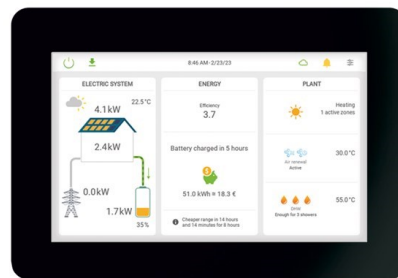 8:46 AM- 2/23/23
ELECTRIC SYSTEM
4.1kW
22.5°C
2.4kW
0.0kW
1.7kW
35%
ENERGY
Efficiency
3.7
Battery charged in 5 hours
$
51.0 kWh = 18.3 €
Cheaper range in 14 hours
and 14 minutes for 8 hours
PLANT
Heating
1 active zones
Air renewal
Active
30.0°C
55.0°C
Enough for 3 showers